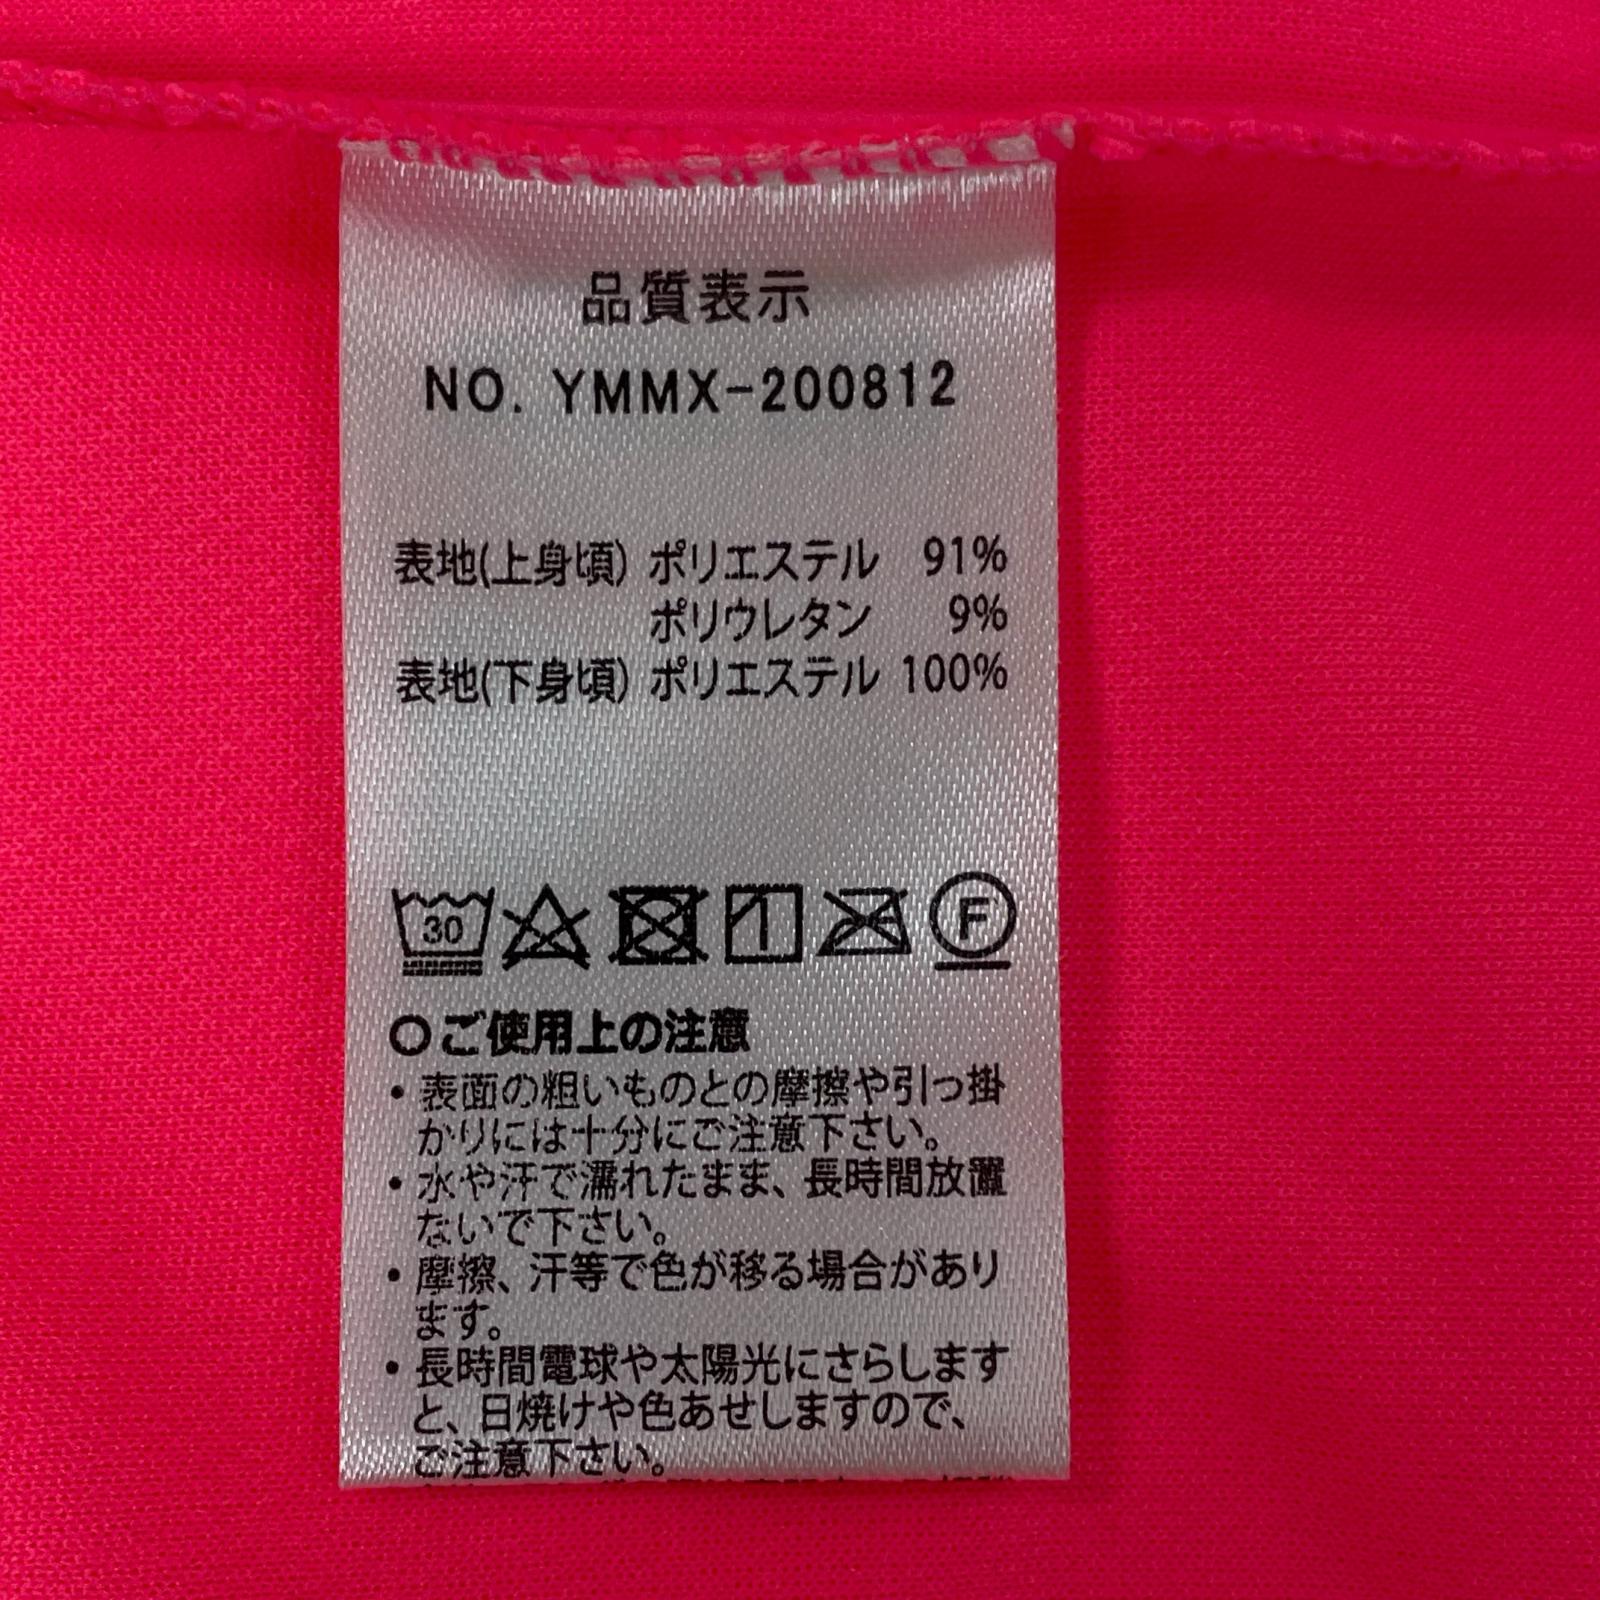 品質表示
NO. YMMX-200812
表地(上身頃) ポリエステル 91%
ポリウレタン 9%
表地(下身頃) ポリエステル 100%
30
1
F
○ご使用上の注意
・表面の粗いものとの摩擦や引っ掛
かりには十分にご注意下さい。
・水や汗で濡れたまま、長時間放置
ないで下さい。
・摩擦、汗等で色が移る場合があり
ます。
・長時間電球や太陽光にさらします
と、日焼けや色あせしますので、
ご注意下さい。